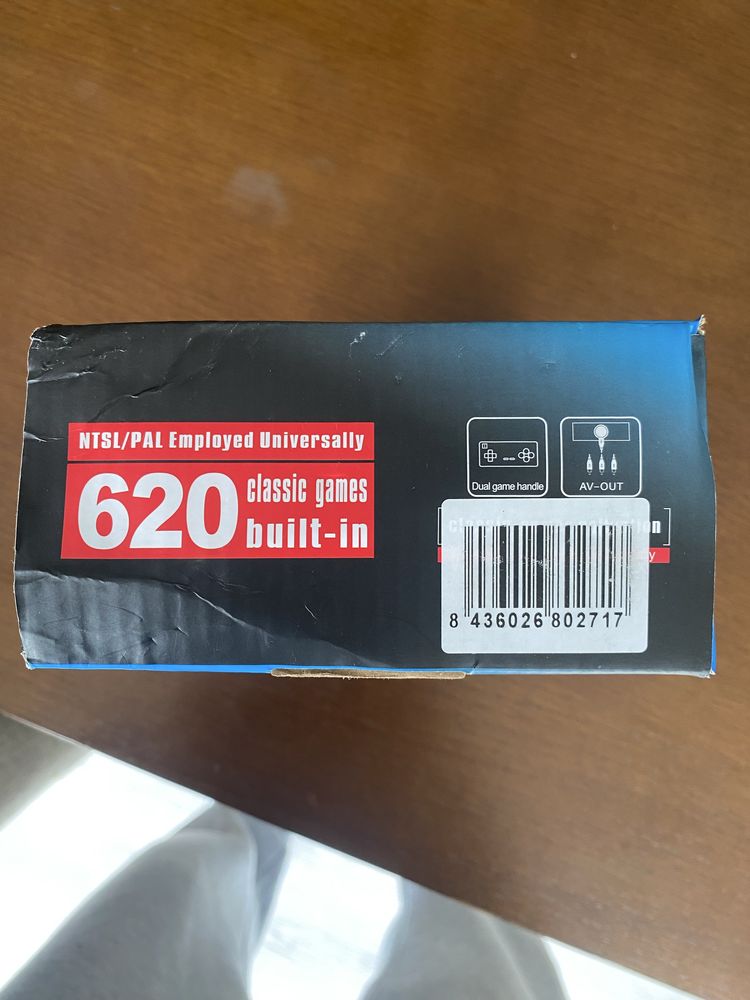 NTSL/PAL Employed Universally
620 classic games
built-in
Dual game handle
AV-OUT
8 436026 802717